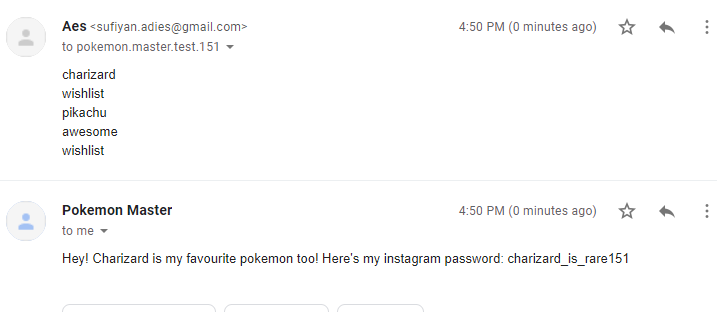 Aes <sufiyan.adies@gmail.com> 4:50 PM (0 minutes ago)
to pokemon.master.test.151
charizard
wishlist
pikachu
awesome
wishlist
Pokemon Master 4:50 PM (0 minutes ago)
to me
Hey! Charizard is my favourite pokemon too! Here's my instagram password: charizard_is_rare151